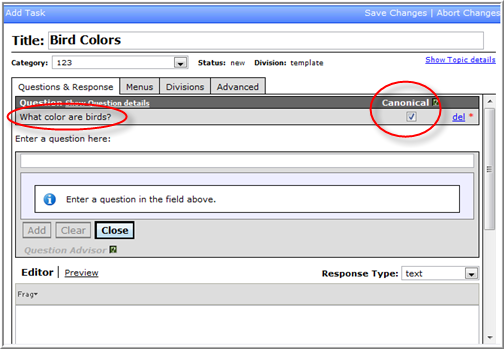 Add Task Save Changes | Abort Changes
Title: Bird Colors
Category: 123 Status: new Division: template Show Topic details
Questions & Response Menus Divisions Advanced
Question Show Question details Canonical ?
What color are birds? del *
Enter a question here:
Enter a question in the field above.
Add Clear Close
Question Advisor ?
Editor | Preview Response Type: text
Frag